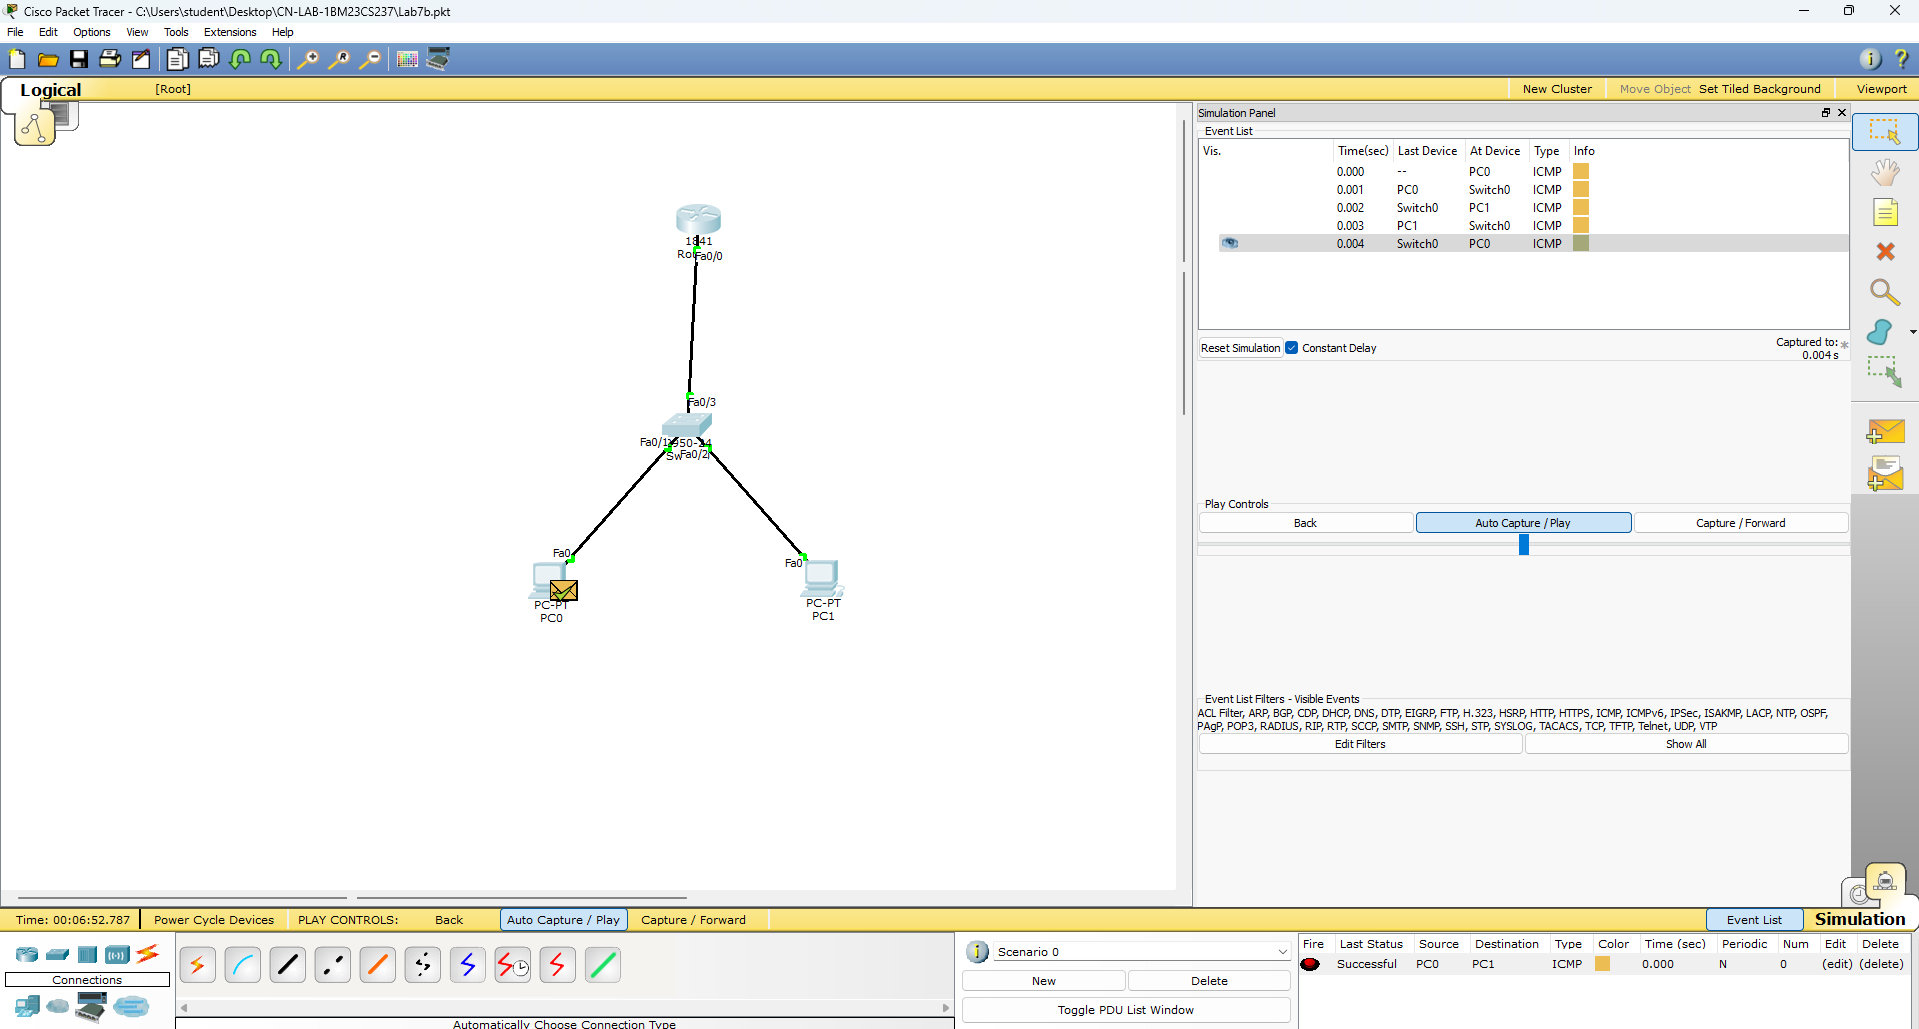 Cisco Packet Tracer - C:\Users\student\Desktop\CN-LAB-1BM23CS237\Lab7b.pkt
File Edit Options View Tools Extensions Help
Logical [Root] New Cluster Move Object Set Tiled Background Viewport
1841
Fa0/0
Fa0/3
Fa0/1
Fa0/2
Fa0
PC-PT
PC0
Fa0
PC-PT
PC1
Simulation Panel
Event List
Vis. Time(sec) Last Device At Device Type Info
0.000 -- PC0 ICMP
0.001 PC0 Switch0 ICMP
0.002 Switch0 PC1 ICMP
0.003 PC1 Switch0 ICMP
0.004 Switch0 PC0 ICMP
Reset Simulation Constant Delay Captured to: *
0.004 s
Play Controls
Back Auto Capture / Play Capture / Forward
Event List Filters - Visible Events
ACL Filter, ARP, BGP, CDP, DHCP, DNS, DTP, EIGRP, FTP, H.323, HSRP, HTTP, HTTPS, ICMP, ICMPv6, IPSec, ISAKMP, LACP, NTP, OSPF,
PAgP, POP3, RADIUS, RIP, RTP, SCCP, SMTP, SNMP, SSH, STP, SYSLOG, TACACS, TCP, TFTP, Telnet, UDP, VTP
Edit Filters Show All
Time: 00:06:52.787 Power Cycle Devices PLAY CONTROLS: Back Auto Capture / Play Capture / Forward Event List Simulation
Connections
Automatically Choose Connection Type
Scenario 0
New Delete
Toggle PDU List Window
Fire Last Status Source Destination Type Color Time (sec) Periodic Num Edit Delete
Successful PC0 PC1 ICMP 0.000 N 0 (edit) (delete)